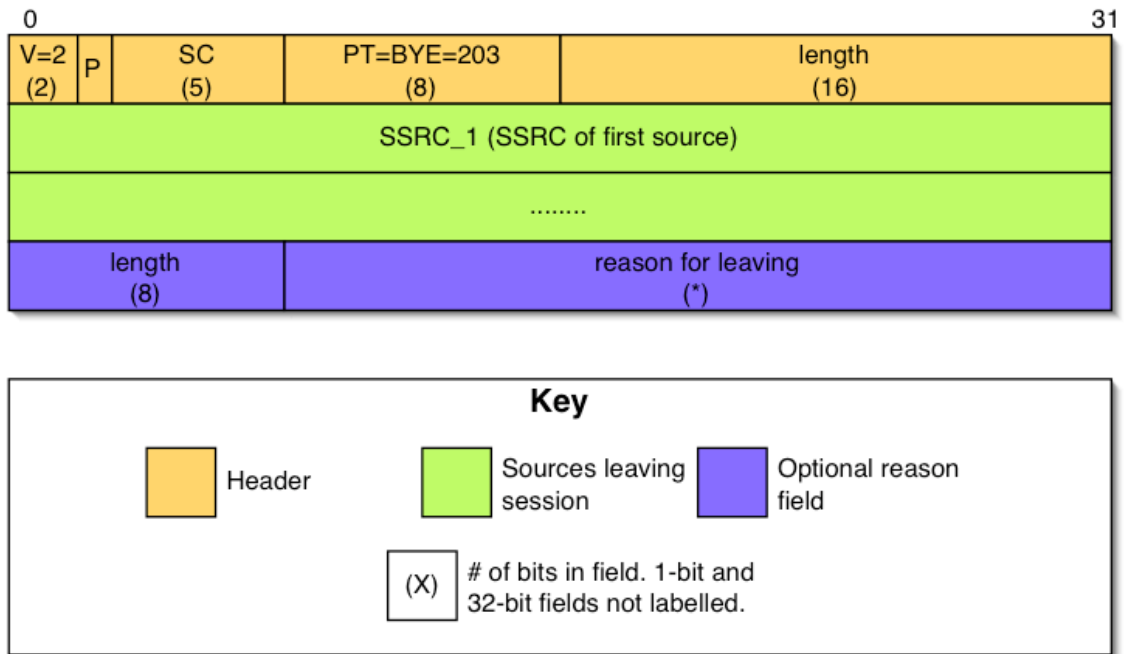 0 31
V=2 P SC PT=BYE=203 length
(2) (5) (8) (16)
SSRC_1 (SSRC of first source)
........
length reason for leaving
(8) (*)
Key
Header
Sources leaving
session
Optional reason
field
(X)
# of bits in field. 1-bit and
32-bit fields not labelled.